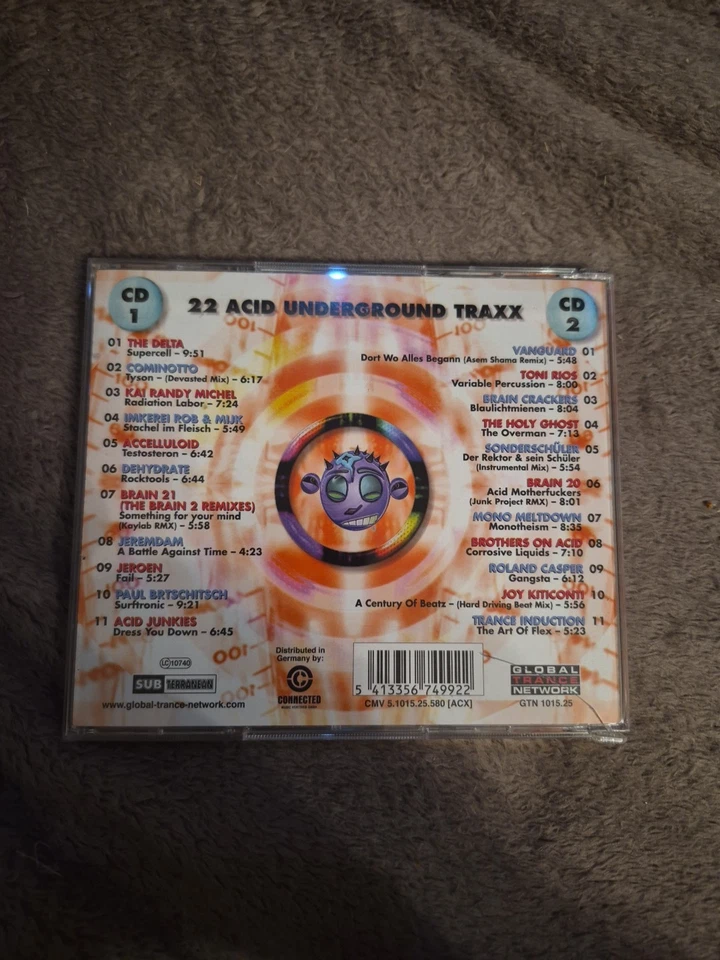 CD
1
22 ACID UNDERGROUND TRAXX
CD
2
01 THE DELTA
Supercell – 9:51
02 COMINOTTO
Tyson – (Devasted Mix) – 6:17
03 KAI RANDY MICHEL
Radiation Labor – 7:24
04 IMKEREI ROB & MIJK
Stachel im Fleisch – 5:49
05 ACCELLULOID
Testosteron – 6:42
06 DEHYDRATE
Rocktools – 6:44
07 BRAIN 21
(THE BRAIN 2 REMIXES)
Something for your mind
(Kaylab RMX) – 5:58
08 JEREMDAM
A Battle Against Time – 4:23
09 JEROEN
Fail – 5:27
10 PAUL BRTSCHITSCH
Surftronic – 9:21
11 ACID JUNKIES
Dress You Down – 6:45
VANGUARD 01
Dort Wo Alles Begann (Asem Shama Remix) – 5:48
TONI RIOS 02
Variable Percussion – 8:00
BRAIN CRACKERS 03
Blaulichtmienen – 8:04
THE HOLY GHOST 04
The Overman – 7:13
SONDERSCHÜLER 05
Der Rektor & sein Schüler
(Instrumental Mix) – 5:54
BRAIN 20 06
Acid Motherfuckers
(Junk Project RMX) – 8:01
MONO MELTDOWN 07
Monotheism – 8:35
BROTHERS ON ACID 08
Corrosive Liquids – 7:10
ROLAND CASPER 09
Gangsta – 6:12
JOY KITICONTI 10
A Century Of Beatz – (Hard Driving Beat Mix) – 5:56
TRANCE INDUCTION 11
The Art Of Flex – 5:23
LC 10740
SUB TERRANEAN
www.global-trance-network.com
Distributed in
Germany by:
CONNECTED
5 413356 749922
CMV 5.1015.25.580 [ACX]
GLOBAL
TRANCE
NETWORK
GTN 1015.25